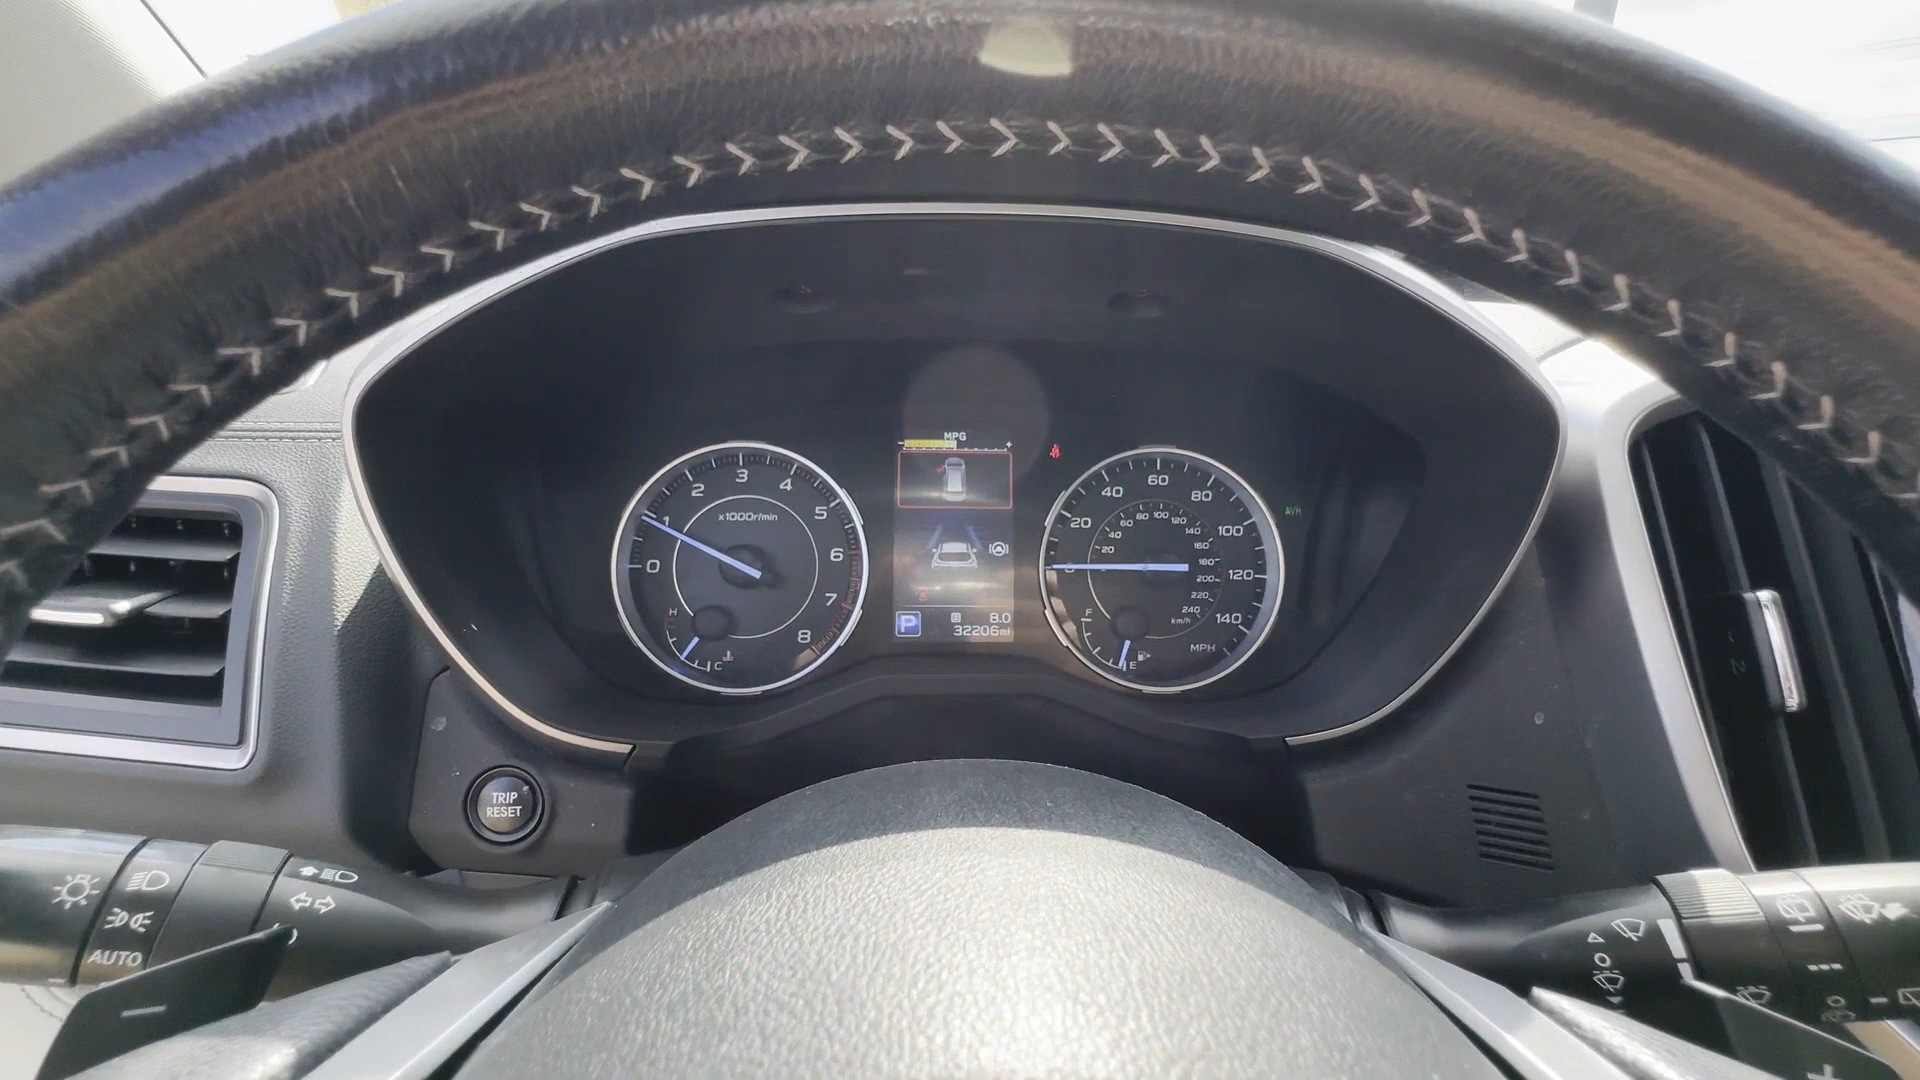 MPG
- +
0 1 2 3 4 5 6 7 8
x1000r/min
H
C
P
8.0
32206mi
20 40 60 80 100 120 140
20 40 60 80 100 120 140 160 180 200 220 240
km/h
MPH
F
E
AVH
TRIP
RESET
AUTO